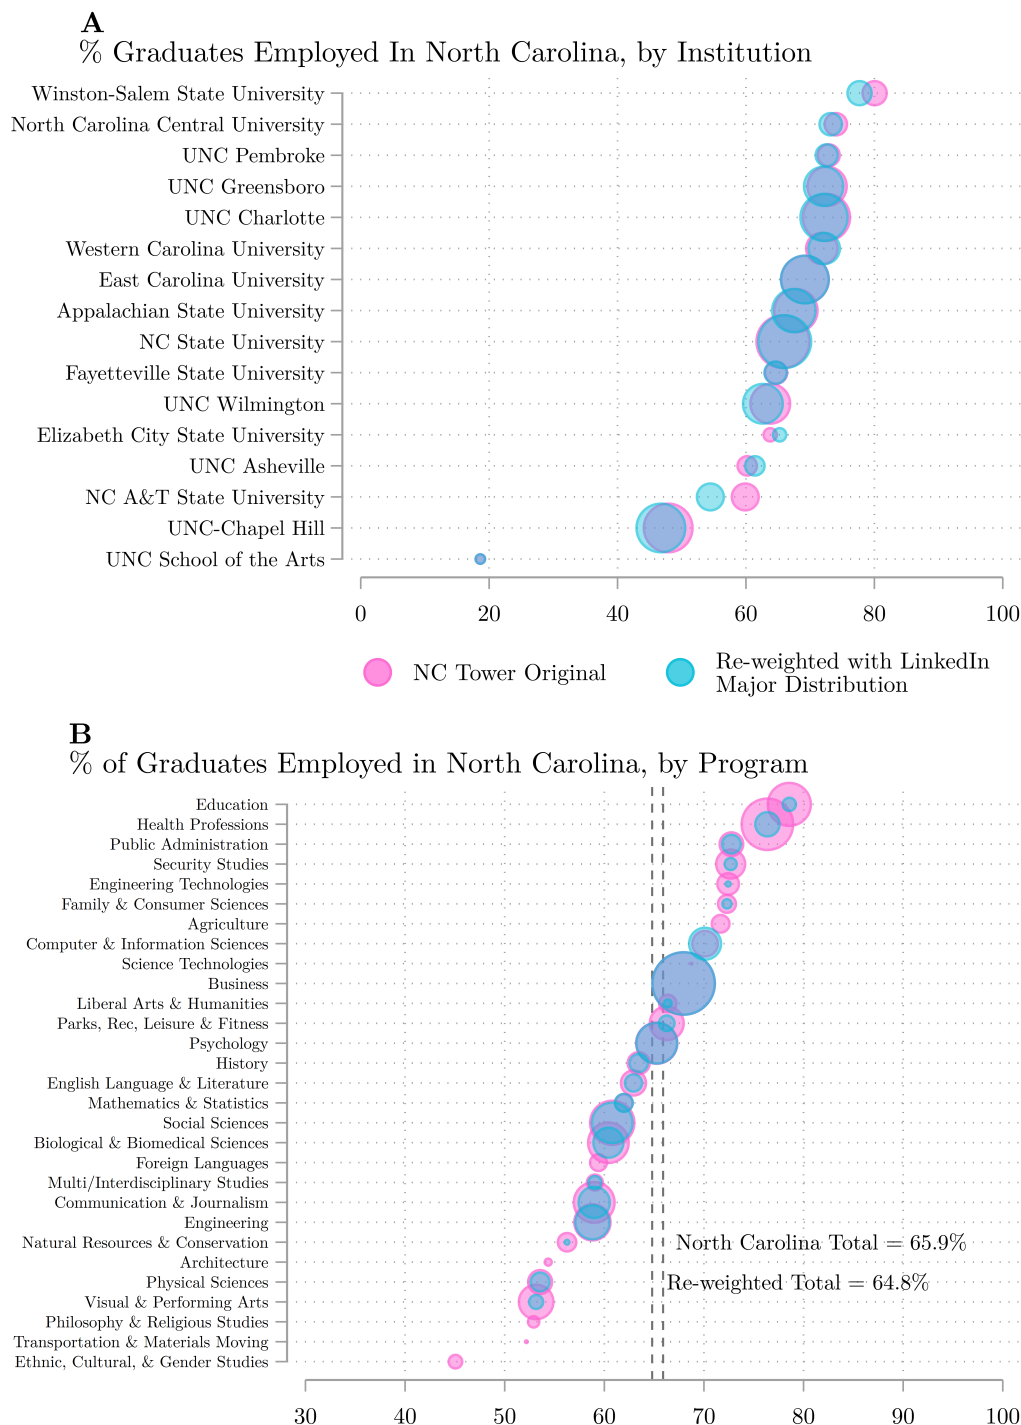 A
% Graduates Employed In North Carolina, by Institution
Winston-Salem State University
North Carolina Central University
UNC Pembroke
UNC Greensboro
UNC Charlotte
Western Carolina University
East Carolina University
Appalachian State University
NC State University
Fayetteville State University
UNC Wilmington
Elizabeth City State University
UNC Asheville
NC A&T State University
UNC-Chapel Hill
UNC School of the Arts
0 20 40 60 80 100
NC Tower Original
Re-weighted with LinkedIn
Major Distribution
B
% of Graduates Employed in North Carolina, by Program
Education
Health Professions
Public Administration
Security Studies
Engineering Technologies
Family & Consumer Sciences
Agriculture
Computer & Information Sciences
Science Technologies
Business
Liberal Arts & Humanities
Parks, Rec, Leisure & Fitness
Psychology
History
English Language & Literature
Mathematics & Statistics
Social Sciences
Biological & Biomedical Sciences
Foreign Languages
Multi/Interdisciplinary Studies
Communication & Journalism
Engineering
Natural Resources & Conservation
North Carolina Total = 65.9%
Architecture
Physical Sciences
Re-weighted Total = 64.8%
Visual & Performing Arts
Philosophy & Religious Studies
Transportation & Materials Moving
Ethnic, Cultural, & Gender Studies
30 40 50 60 70 80 90 100